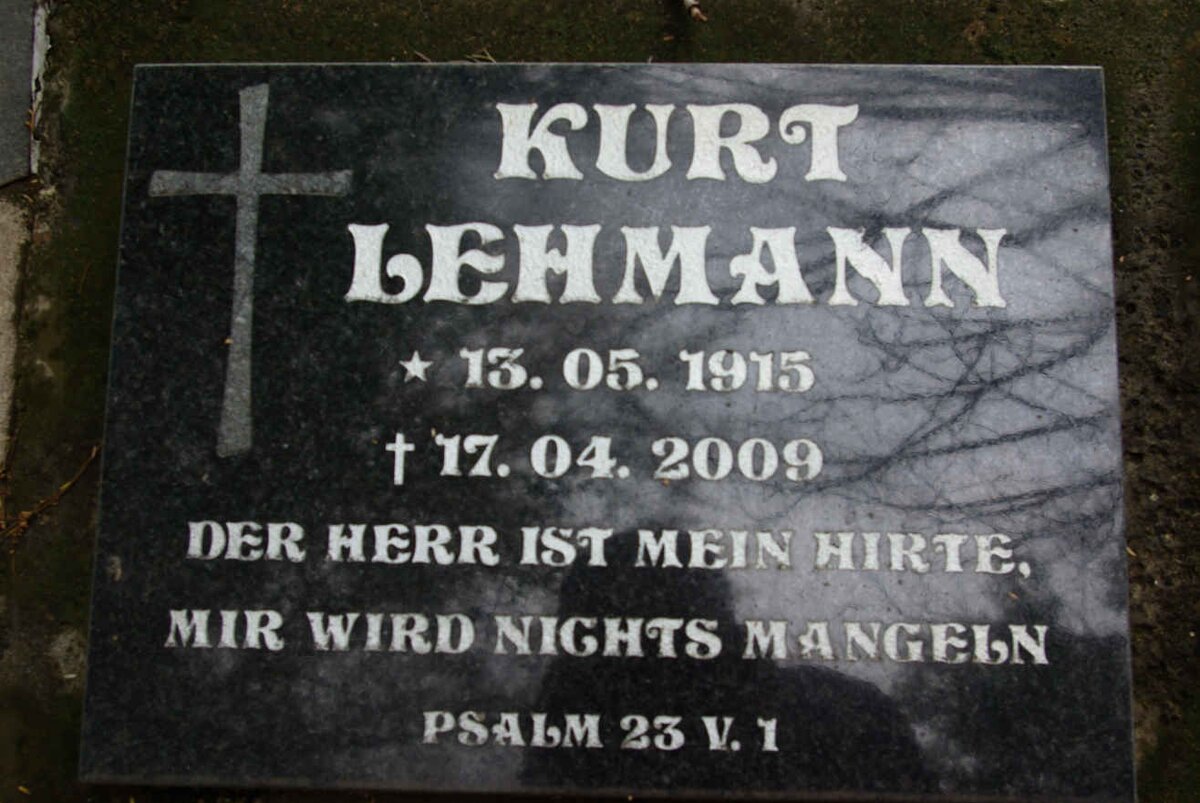 KURT
LEHMANN
★ 13. 05. 1915
† 17. 04. 2009
DER HERR IST MEIN HIRTE,
MIR WIRD NICHTS MANGELN
PSALM 23 V. 1